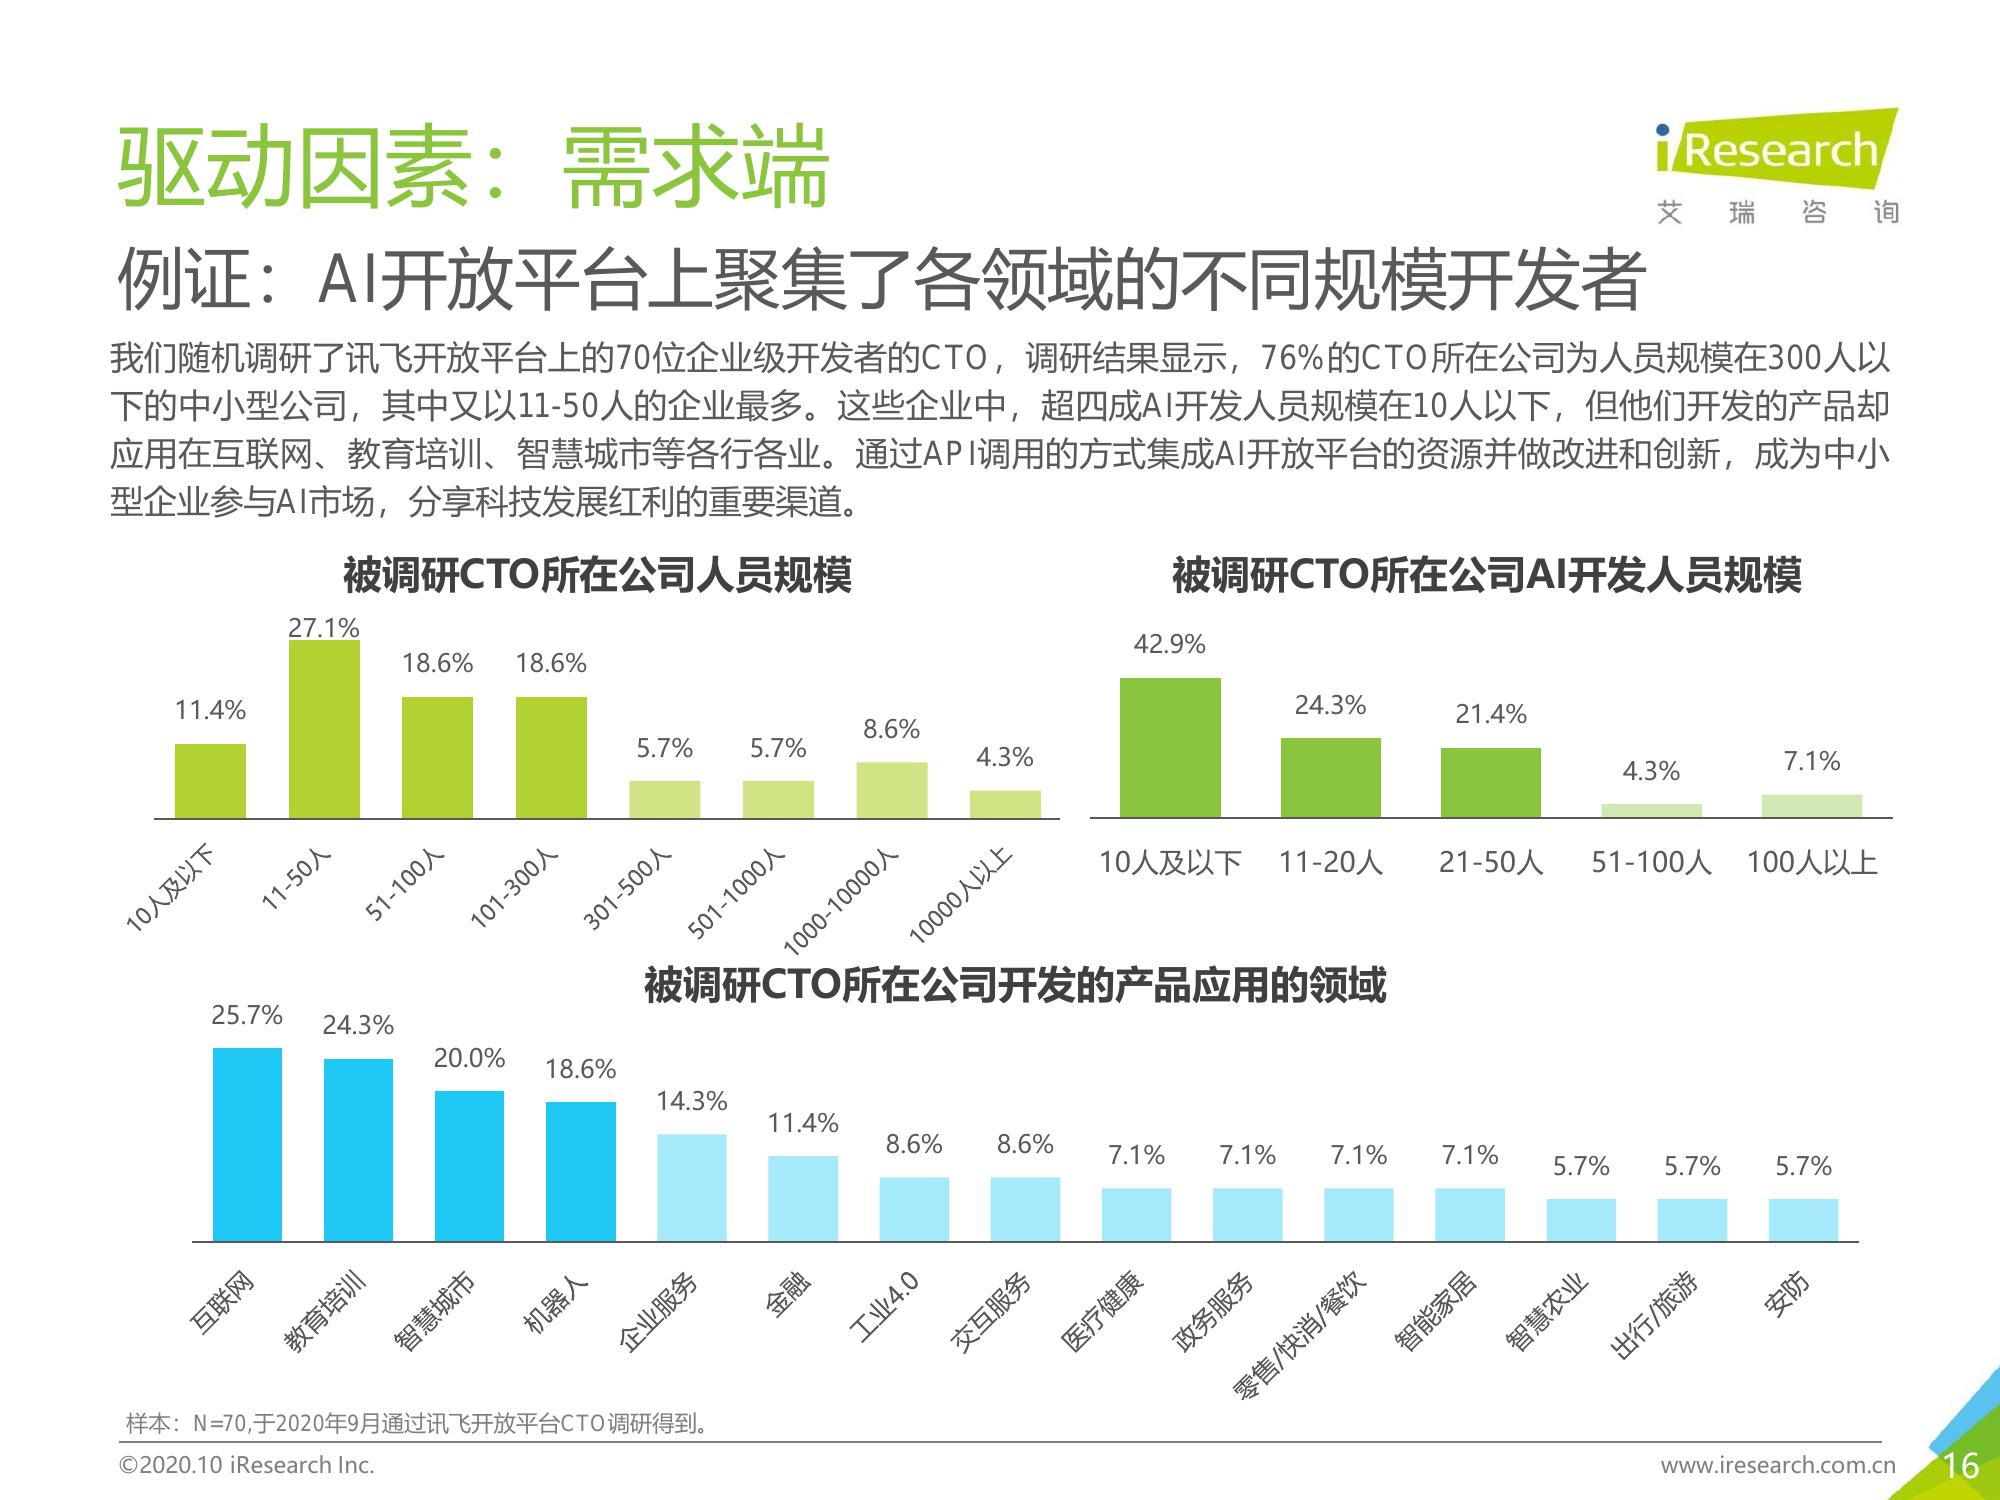 驱动因素：需求端
iResearch
艾瑞咨询
例证：AI开放平台上聚集了各领域的不同规模开发者
我们随机调研了讯飞开放平台上的70位企业级开发者的CTO，调研结果显示，76%的CTO所在公司为人员规模在300人以
下的中小型公司，其中又以11-50人的企业最多。这些企业中，超四成AI开发人员规模在10人以下，但他们开发的产品却
应用在互联网、教育培训、智慧城市等各行各业。通过API调用的方式集成AI开放平台的资源并做改进和创新，成为中小
型企业参与AI市场，分享科技发展红利的重要渠道。
被调研CTO所在公司人员规模
27.1%
18.6%
18.6%
11.4%
8.6%
5.7%
5.7%
4.3%
10人及以下
11-50人
51-100人
101-300人
301-500人
501-1000人
1000-10000人
10000人以上
被调研CTO所在公司AI开发人员规模
42.9%
24.3%
21.4%
4.3%
7.1%
10人及以下
11-20人
21-50人
51-100人
100人以上
被调研CTO所在公司开发的产品应用的领域
25.7%
24.3%
20.0%
18.6%
14.3%
11.4%
8.6%
8.6%
7.1%
7.1%
7.1%
7.1%
5.7%
5.7%
5.7%
互联网
教育培训
智慧城市
机器人
企业服务
金融
工业4.0
交互服务
医疗健康
政务服务
零售/快消/餐饮
智能家居
智慧农业
出行/旅游
安防
样本：N=70,于2020年9月通过讯飞开放平台CTO调研得到。
©2020.10 iResearch Inc.
www.iresearch.com.cn
16